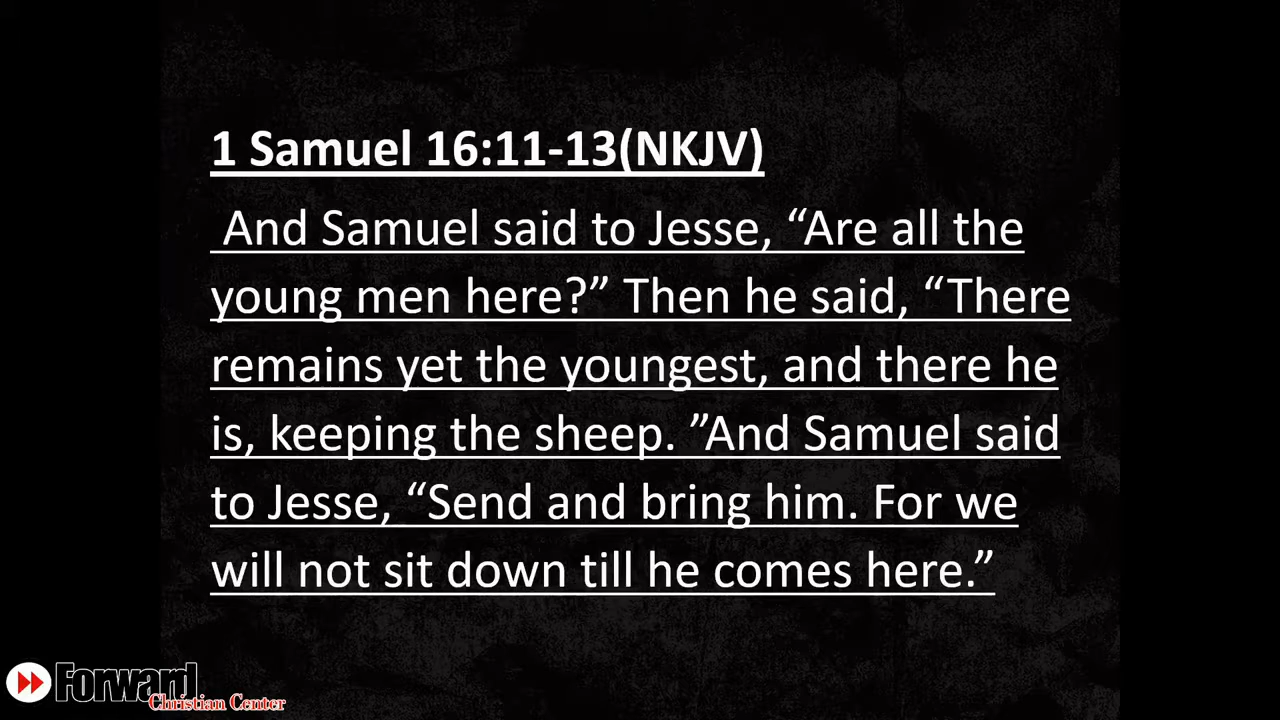 1 Samuel 16:11-13(NKJV)
And Samuel said to Jesse, “Are all the
young men here?” Then he said, “There
remains yet the youngest, and there he
is, keeping the sheep. ”And Samuel said
to Jesse, “Send and bring him. For we
will not sit down till he comes here.”
Forward
Christian Center